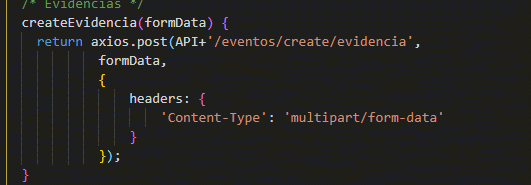 /* Evidencias */
createEvidencia(formData) {
return axios.post(API+'/eventos/create/evidencia',
formData,
{
headers: {
'Content-Type': 'multipart/form-data'
}
});
}